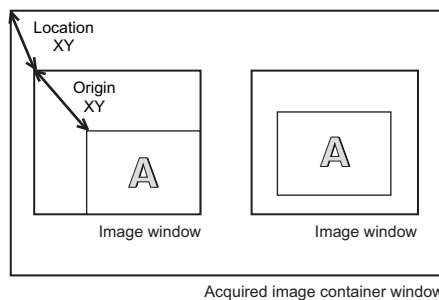 Location
XY
Origin
XY
A
A
Image window
Image window
Acquired image container window